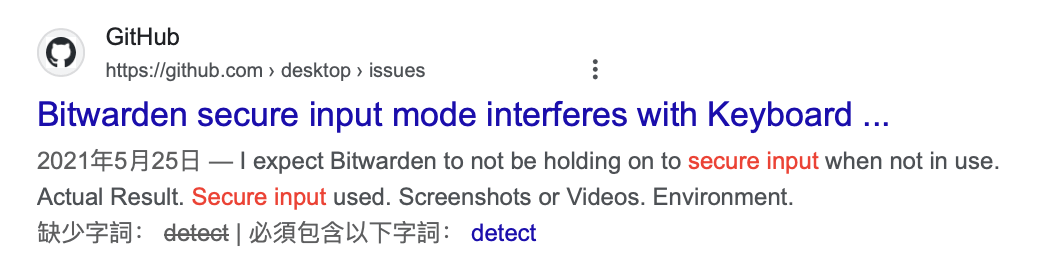 GitHub
https://github.com › desktop › issues
Bitwarden secure input mode interferes with Keyboard ...
2021年5月25日 — I expect Bitwarden to not be holding on to secure input when not in use.
Actual Result. Secure input used. Screenshots or Videos. Environment.
缺少字詞： detect | 必須包含以下字詞： detect